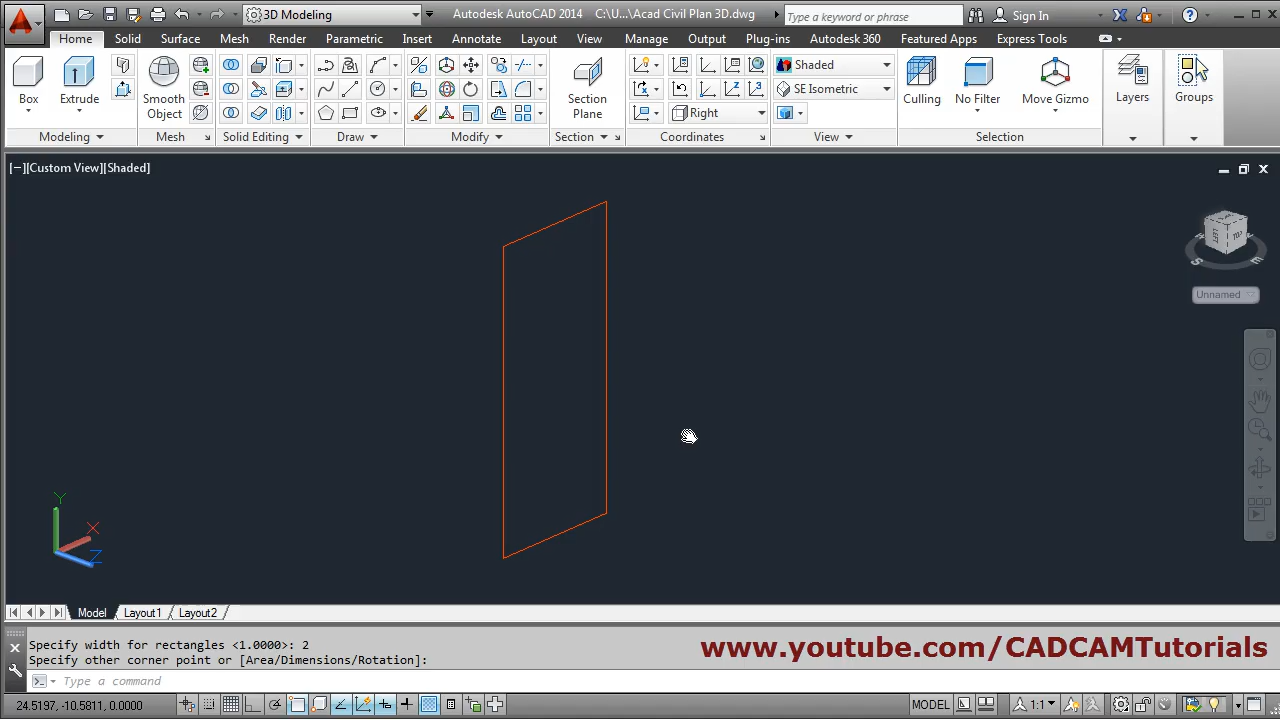 3D Modeling
Autodesk AutoCAD 2014 C:\U...\Acad Civil Plan 3D.dwg
Type a keyword or phrase
Sign In
Home Solid Surface Mesh Render Parametric Insert Annotate Layout View Manage Output Plug-ins Autodesk 360 Featured Apps Express Tools
Box
Extrude
Smooth
Object
Section
Plane
Shaded
SE Isometric
Right
Culling
No Filter
Move Gizmo
Layers
Groups
Modeling Mesh Solid Editing Draw Modify Section Coordinates View Selection
[−][Custom View][Shaded]
LEFT
TOP
S
E
Unnamed
Y
X
Z
Model Layout1 Layout2
Specify width for rectangles <1.0000>: 2
Specify other corner point or [Area/Dimensions/Rotation]:
www.youtube.com/CADCAMTutorials
Type a command
24.5197, -10.5811, 0.0000
MODEL
1:1